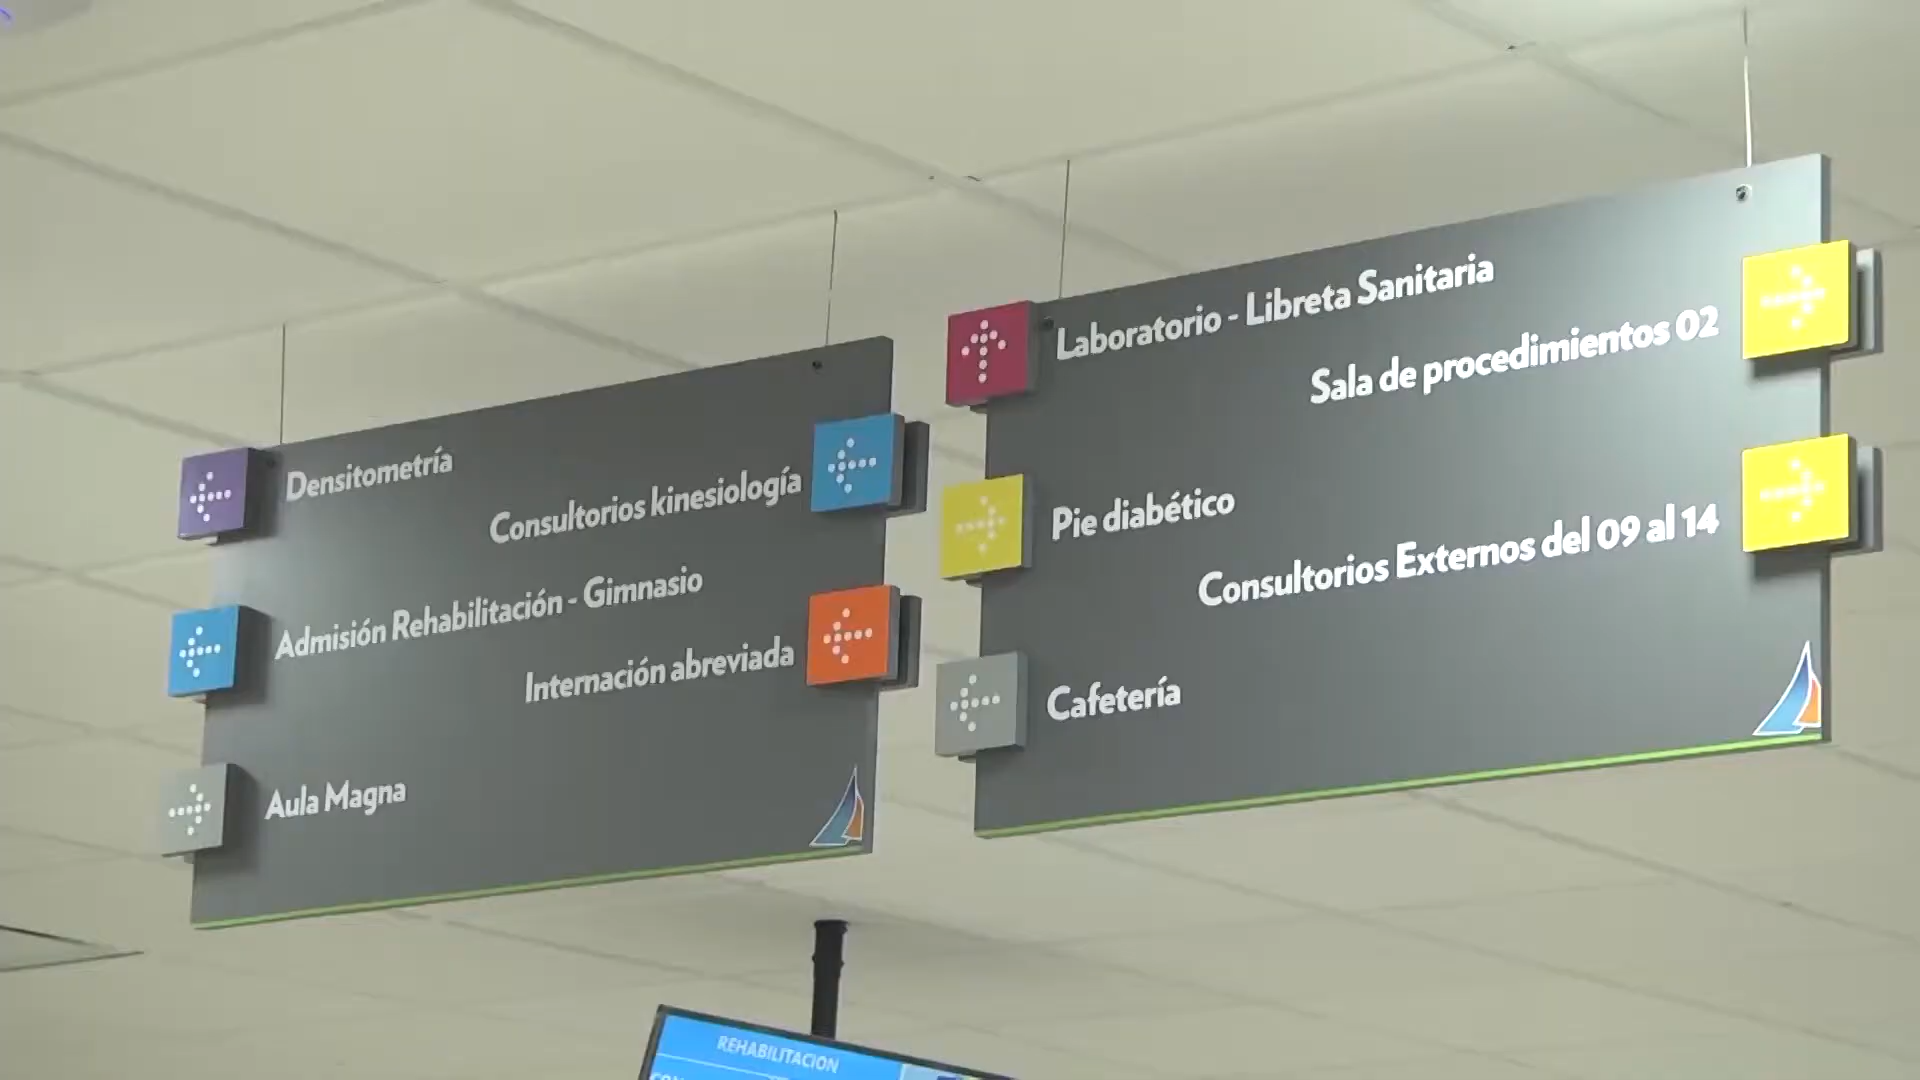 Densitometría
Consultorios kinesiología
Admisión Rehabilitación - Gimnasio
Internación abreviada
Aula Magna
Laboratorio - Libreta Sanitaria
Sala de procedimientos 02
Pie diabético
Consultorios Externos del 09 al 14
Cafetería
REHABILITACION